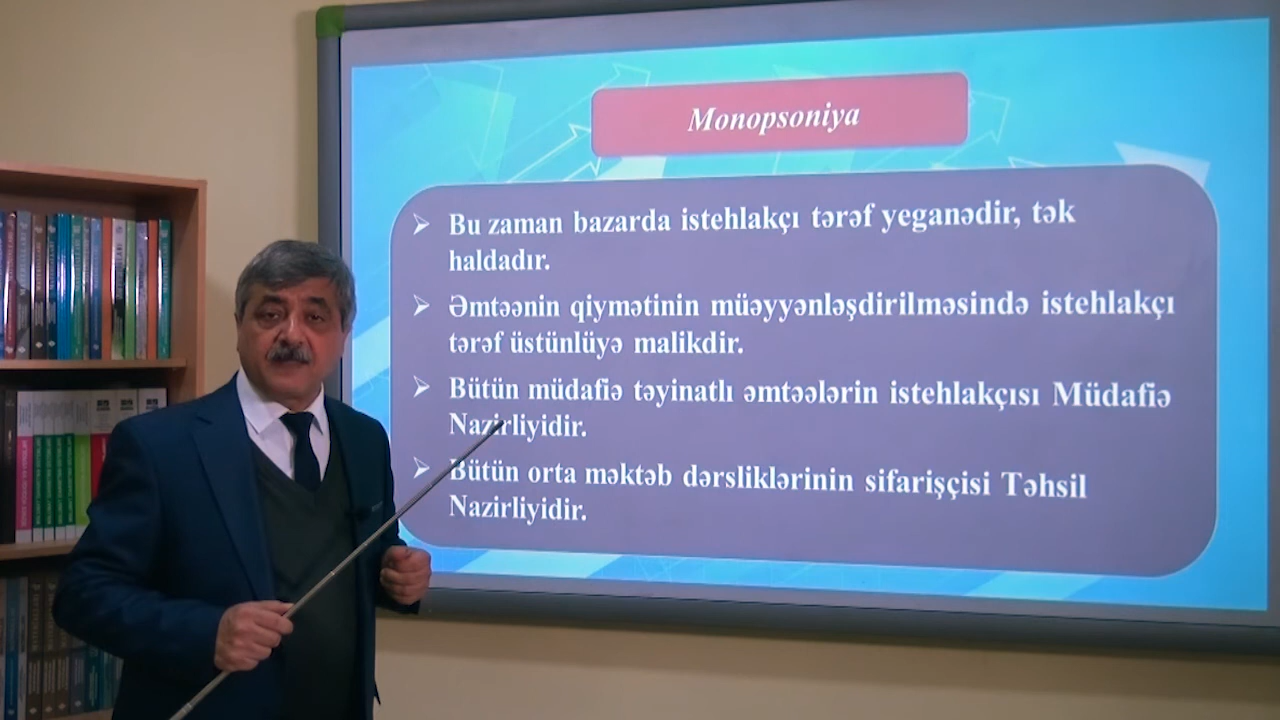 Monopsoniya
Bu zaman bazarda istehlakçı tərəf yeganədir, tək
haldadır.
Əmtəənin qiymətinin müəyyənləşdirilməsində istehlakçı
tərəf üstünlüyə malikdir.
Bütün müdafiə təyinatlı əmtəələrin istehlakçısı Müdafiə
Nazirliyidir.
Bütün orta məktəb dərsliklərinin sifarişçisi Təhsil
Nazirliyidir.